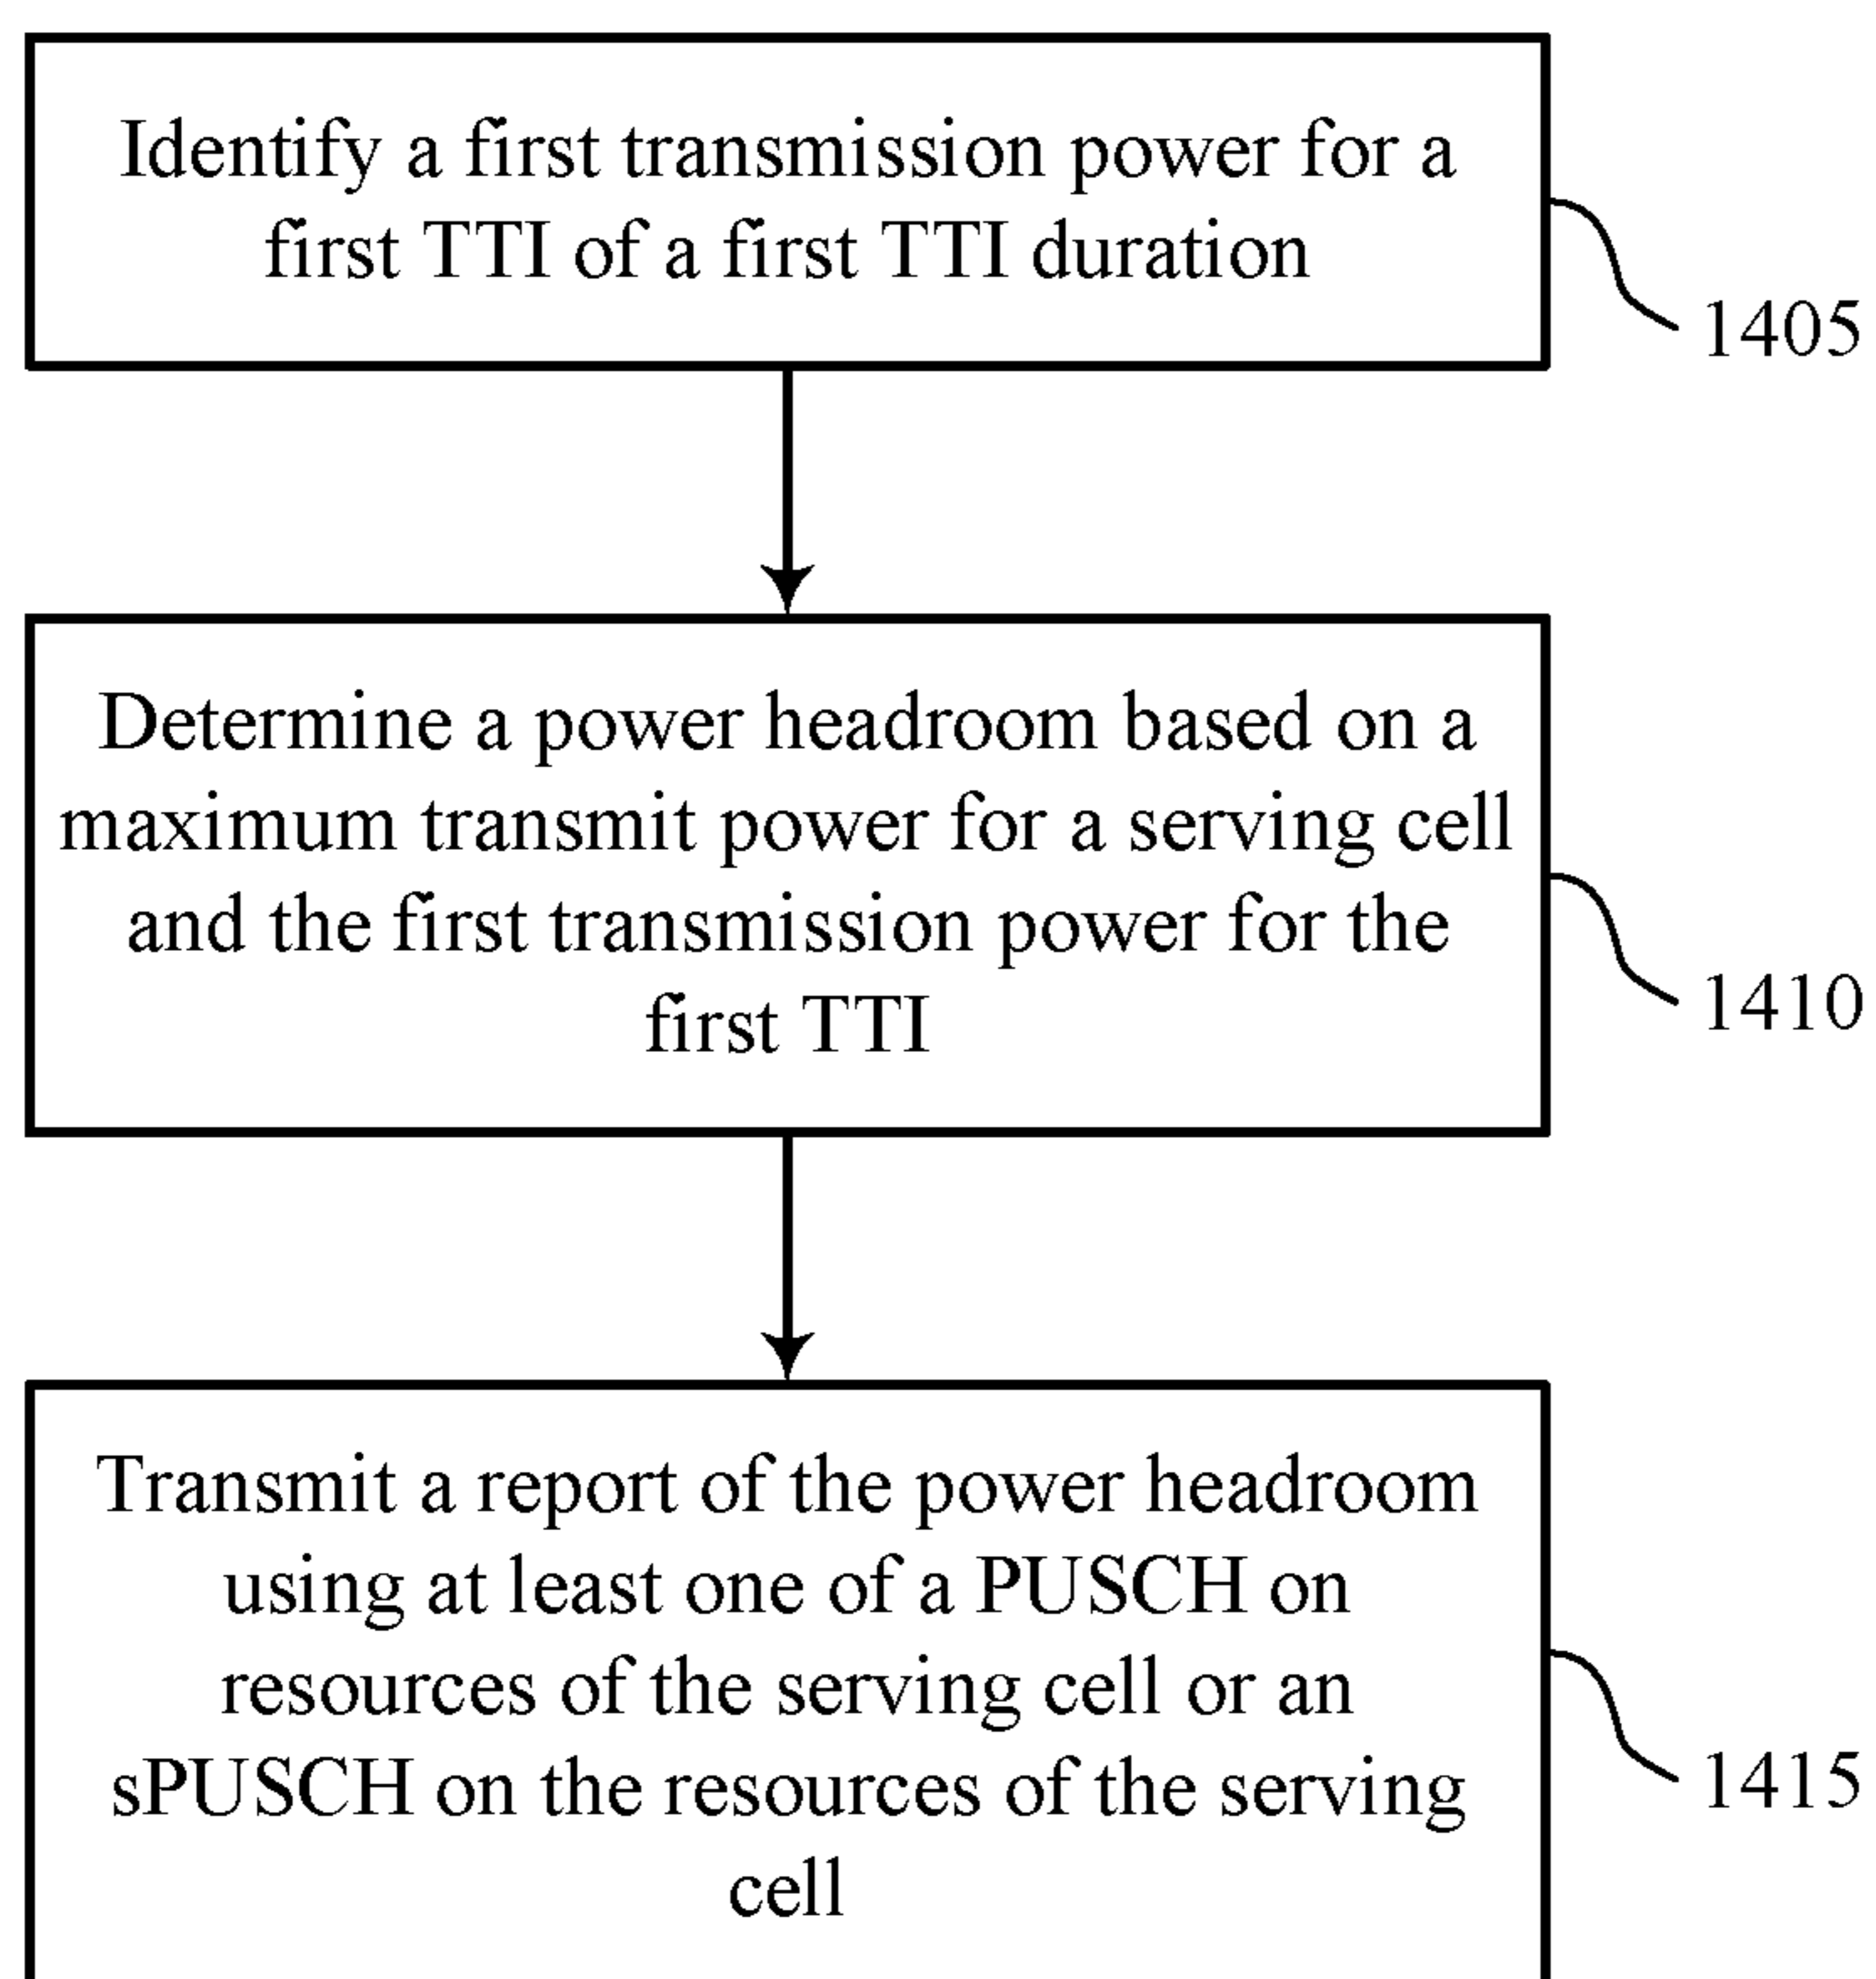 Identify a first transmission power for a
first TTI of a first TTI duration
1405
Determine a power headroom based on a
maximum transmit power for a serving cell
and the first transmission power for the
first TTI
1410
Transmit a report of the power headroom
using at least one of a PUSCH on
resources of the serving cell or an
sPUSCH on the resources of the serving
cell
1415